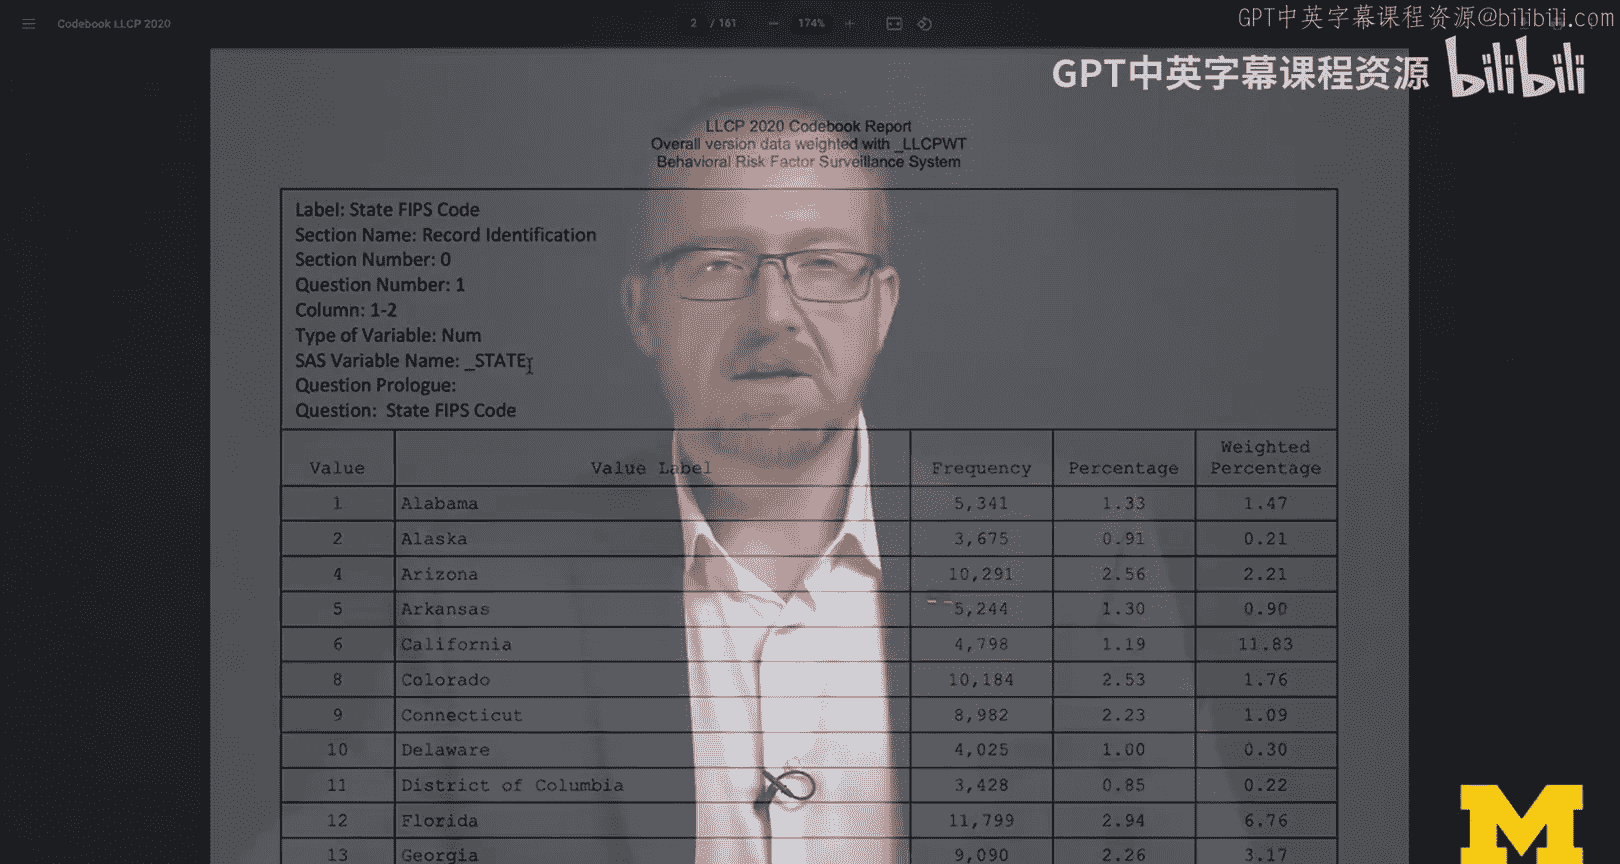 Codebook LLCP 2020
2 / 161
174%
GPT中英字幕课程资源@bilibili.com
GPT中英字幕课程资源 bilibili
LLCP 2020 Codebook Report
Overall version data weighted with _LLCPWT
Behavioral Risk Factor Surveillance System
Label: State FIPS Code
Section Name: Record Identification
Section Number: 0
Question Number: 1
Column: 1-2
Type of Variable: Num
SAS Variable Name: _STATE
Question Prologue:
Question: State FIPS Code
Value Value Label Frequency Percentage Weighted Percentage
1 Alabama 5,341 1.33 1.47
2 Alaska 3,675 0.91 0.21
4 Arizona 10,291 2.56 2.21
5 Arkansas 5,244 1.30 0.90
6 California 4,798 1.19 11.83
8 Colorado 10,184 2.53 1.76
9 Connecticut 8,982 2.23 1.09
10 Delaware 4,025 1.00 0.30
11 District of Columbia 3,428 0.85 0.22
12 Florida 11,799 2.94 6.76
13 Georgia 9,090 2.26 3.17
M